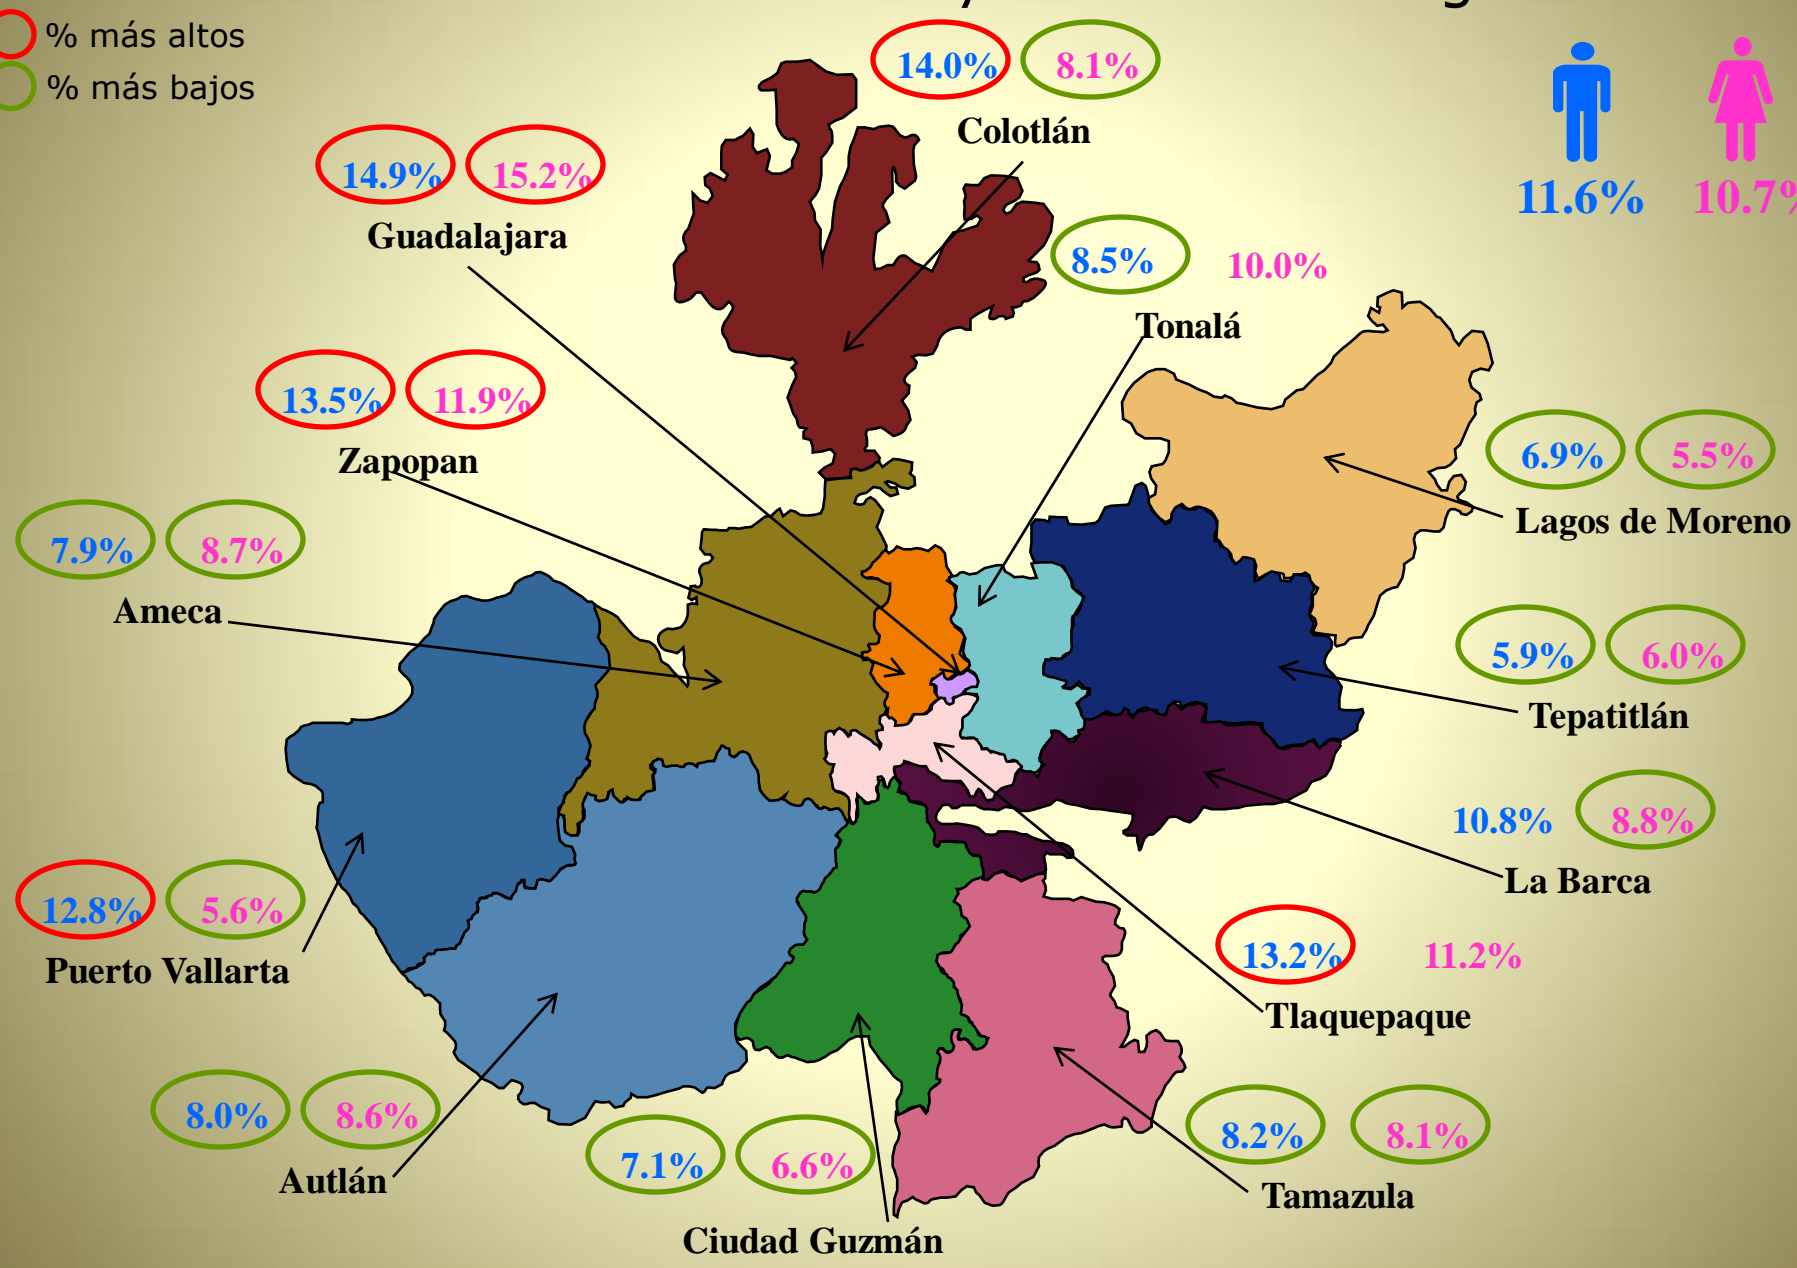 % más altos
% más bajos
14.0% 8.1%
Colotlán
11.6% 10.7%
14.9% 15.2%
Guadalajara
8.5% 10.0%
Tonalá
13.5% 11.9%
Zapopan
6.9% 5.5%
Lagos de Moreno
7.9% 8.7%
Ameca
5.9% 6.0%
Tepatitlán
10.8% 8.8%
La Barca
12.8% 5.6%
Puerto Vallarta
13.2% 11.2%
Tlaquepaque
8.0% 8.6%
Autlán
7.1% 6.6%
Ciudad Guzmán
8.2% 8.1%
Tamazula